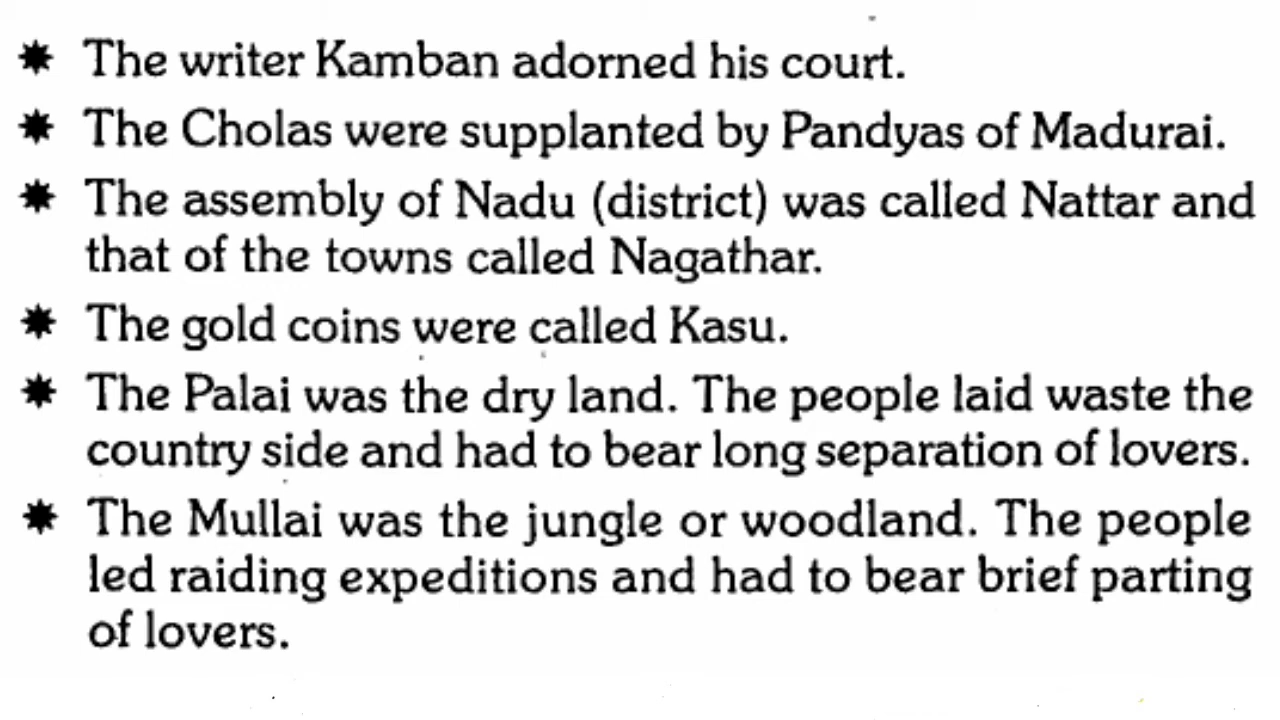 ✷ The writer Kamban adorned his court.
✷ The Cholas were supplanted by Pandyas of Madurai.
✷ The assembly of Nadu (district) was called Nattar and
that of the towns called Nagathar.
✷ The gold coins were called Kasu.
✷ The Palai was the dry land. The people laid waste the
country side and had to bear long separation of lovers.
✷ The Mullai was the jungle or woodland. The people
led raiding expeditions and had to bear brief parting
of lovers.